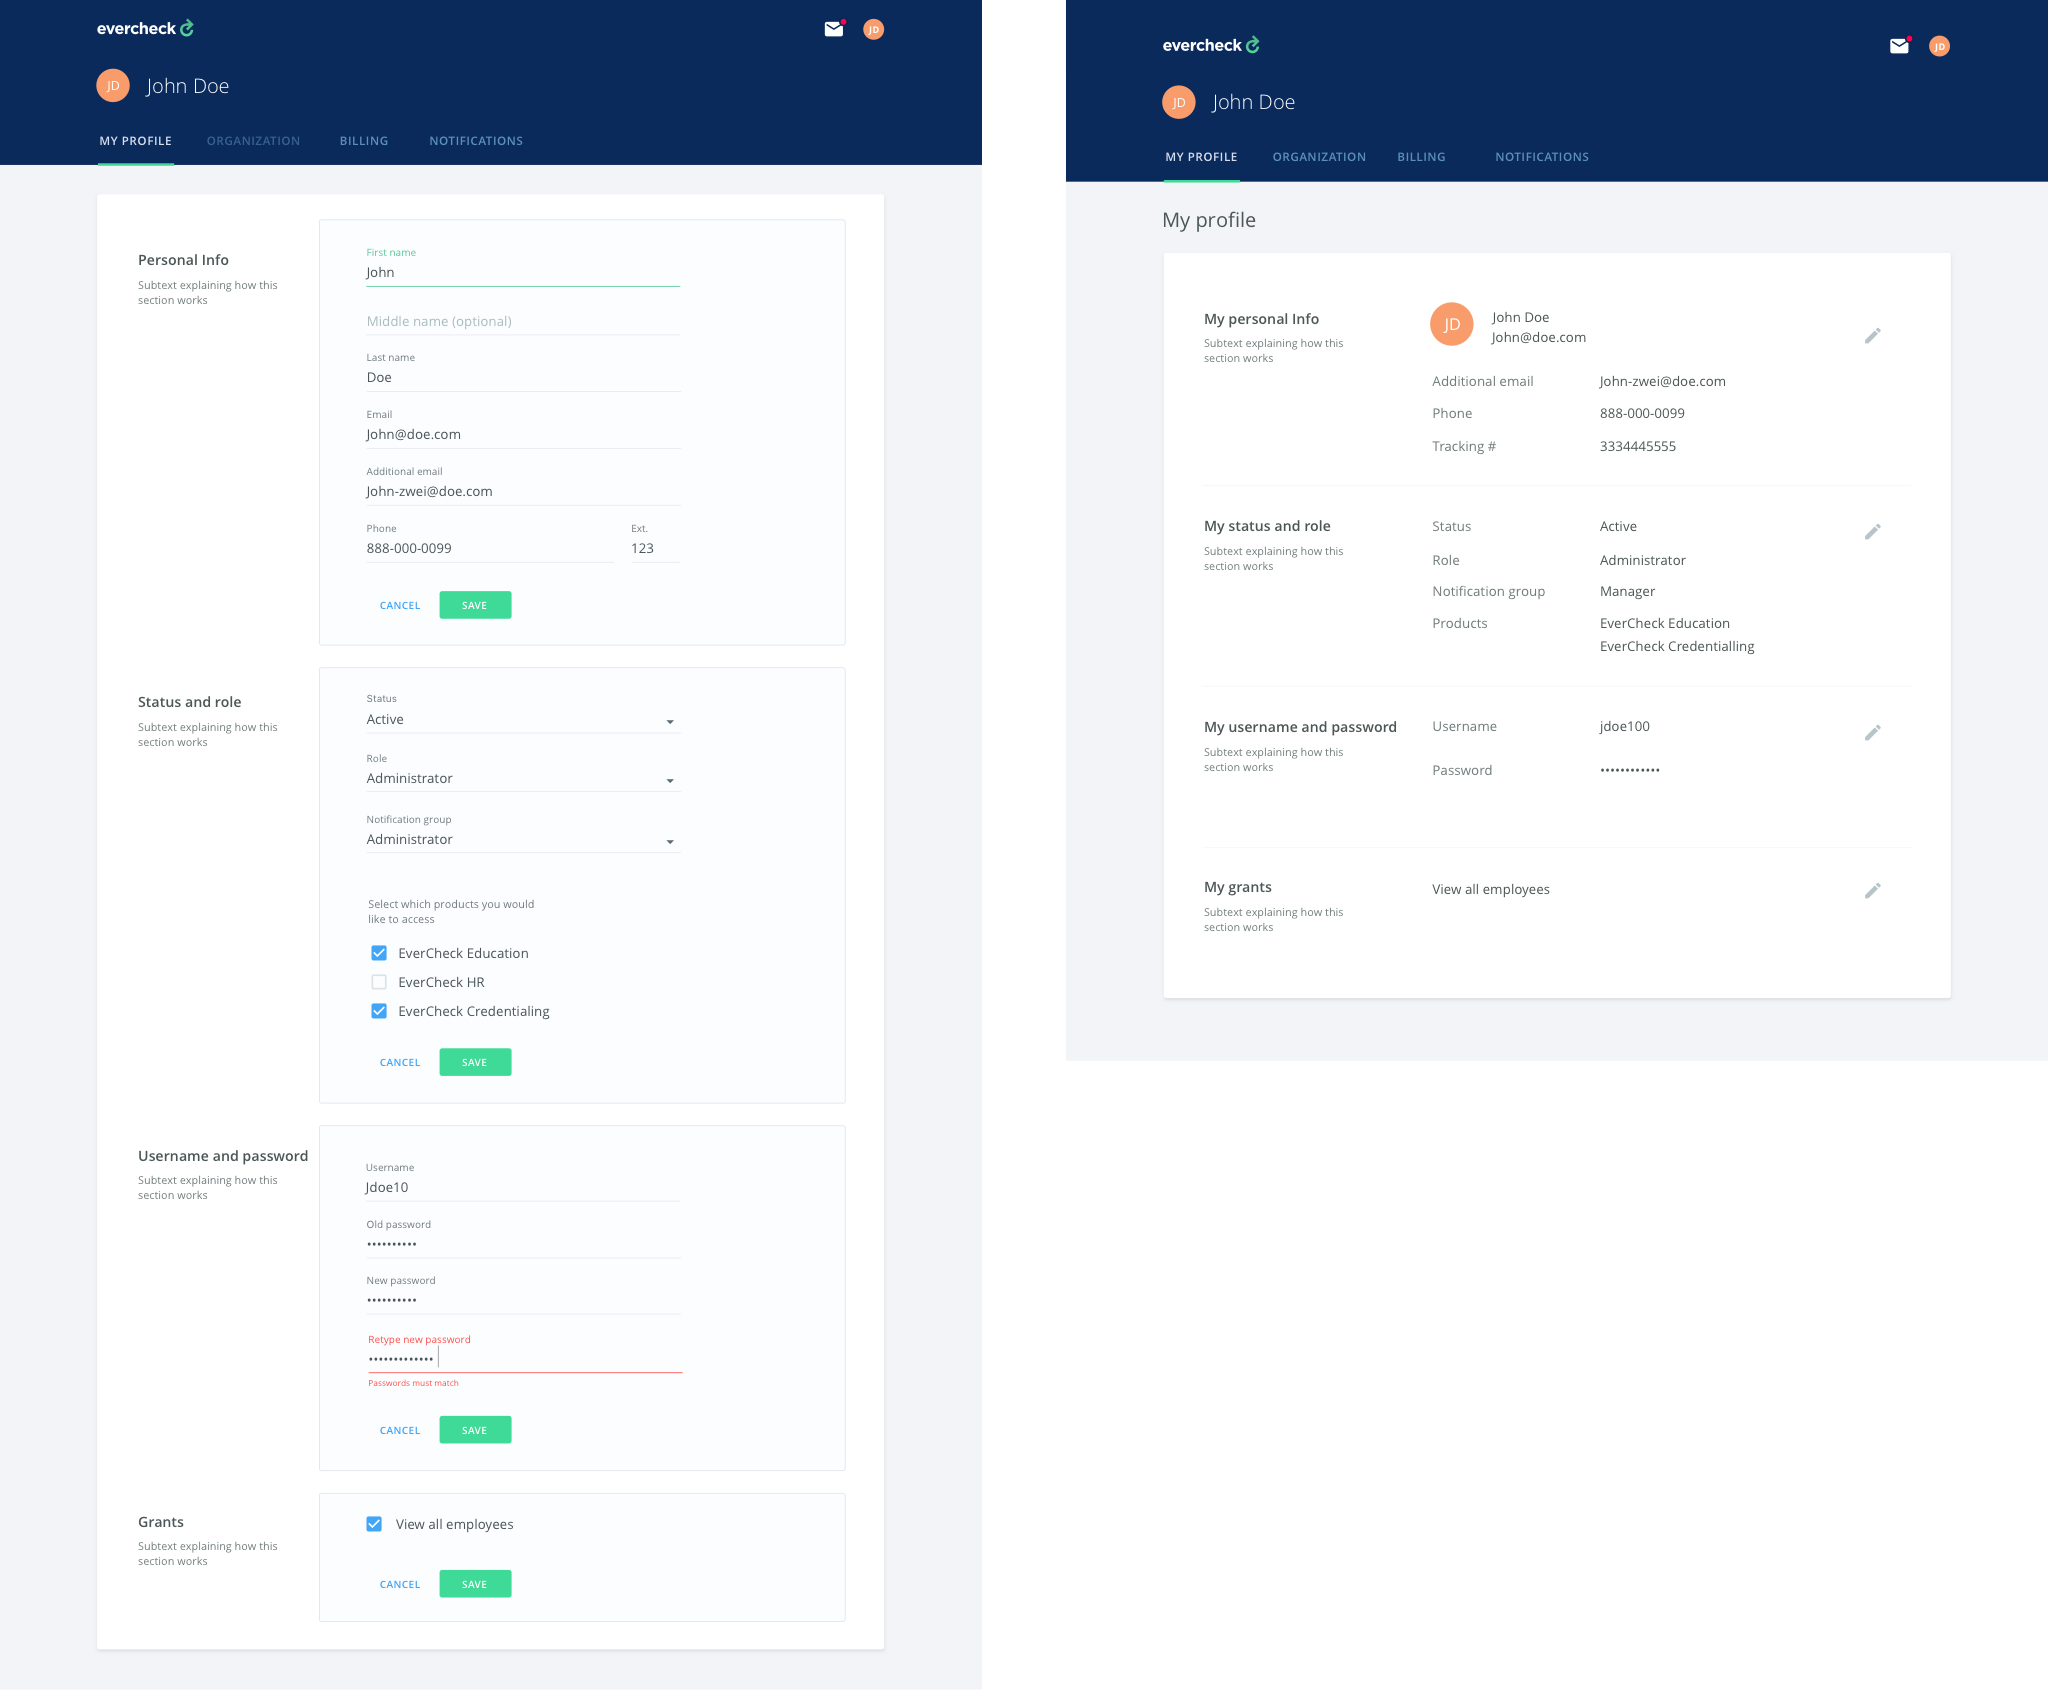 evercheck
JD
JD
John Doe
MY PROFILE
ORGANIZATION
BILLING
NOTIFICATIONS
Personal Info
Subtext explaining how this
section works
First name
John
Middle name (optional)
Last name
Doe
Email
John@doe.com
Additional email
John-zwei@doe.com
Phone
Ext.
888-000-0099
123
CANCEL
SAVE
Status and role
Subtext explaining how this
section works
Status
Active
Role
Administrator
Notification group
Administrator
Select which products you would
like to access
EverCheck Education
EverCheck HR
EverCheck Credentialing
CANCEL
SAVE
Username and password
Subtext explaining how this
section works
Username
Jdoe10
Old password
••••••••••
New password
••••••••••
Retype new password
•••••••••••••
Passwords must match
CANCEL
SAVE
Grants
Subtext explaining how this
section works
View all employees
CANCEL
SAVE
evercheck
JD
JD
John Doe
MY PROFILE
ORGANIZATION
BILLING
NOTIFICATIONS
My profile
My personal Info
Subtext explaining how this
section works
JD
John Doe
John@doe.com
Additional email
John-zwei@doe.com
Phone
888-000-0099
Tracking #
3334445555
My status and role
Subtext explaining how this
section works
Status
Active
Role
Administrator
Notification group
Manager
Products
EverCheck Education
EverCheck Credentialling
My username and password
Subtext explaining how this
section works
Username
jdoe100
Password
••••••••••••
My grants
Subtext explaining how this
section works
View all employees